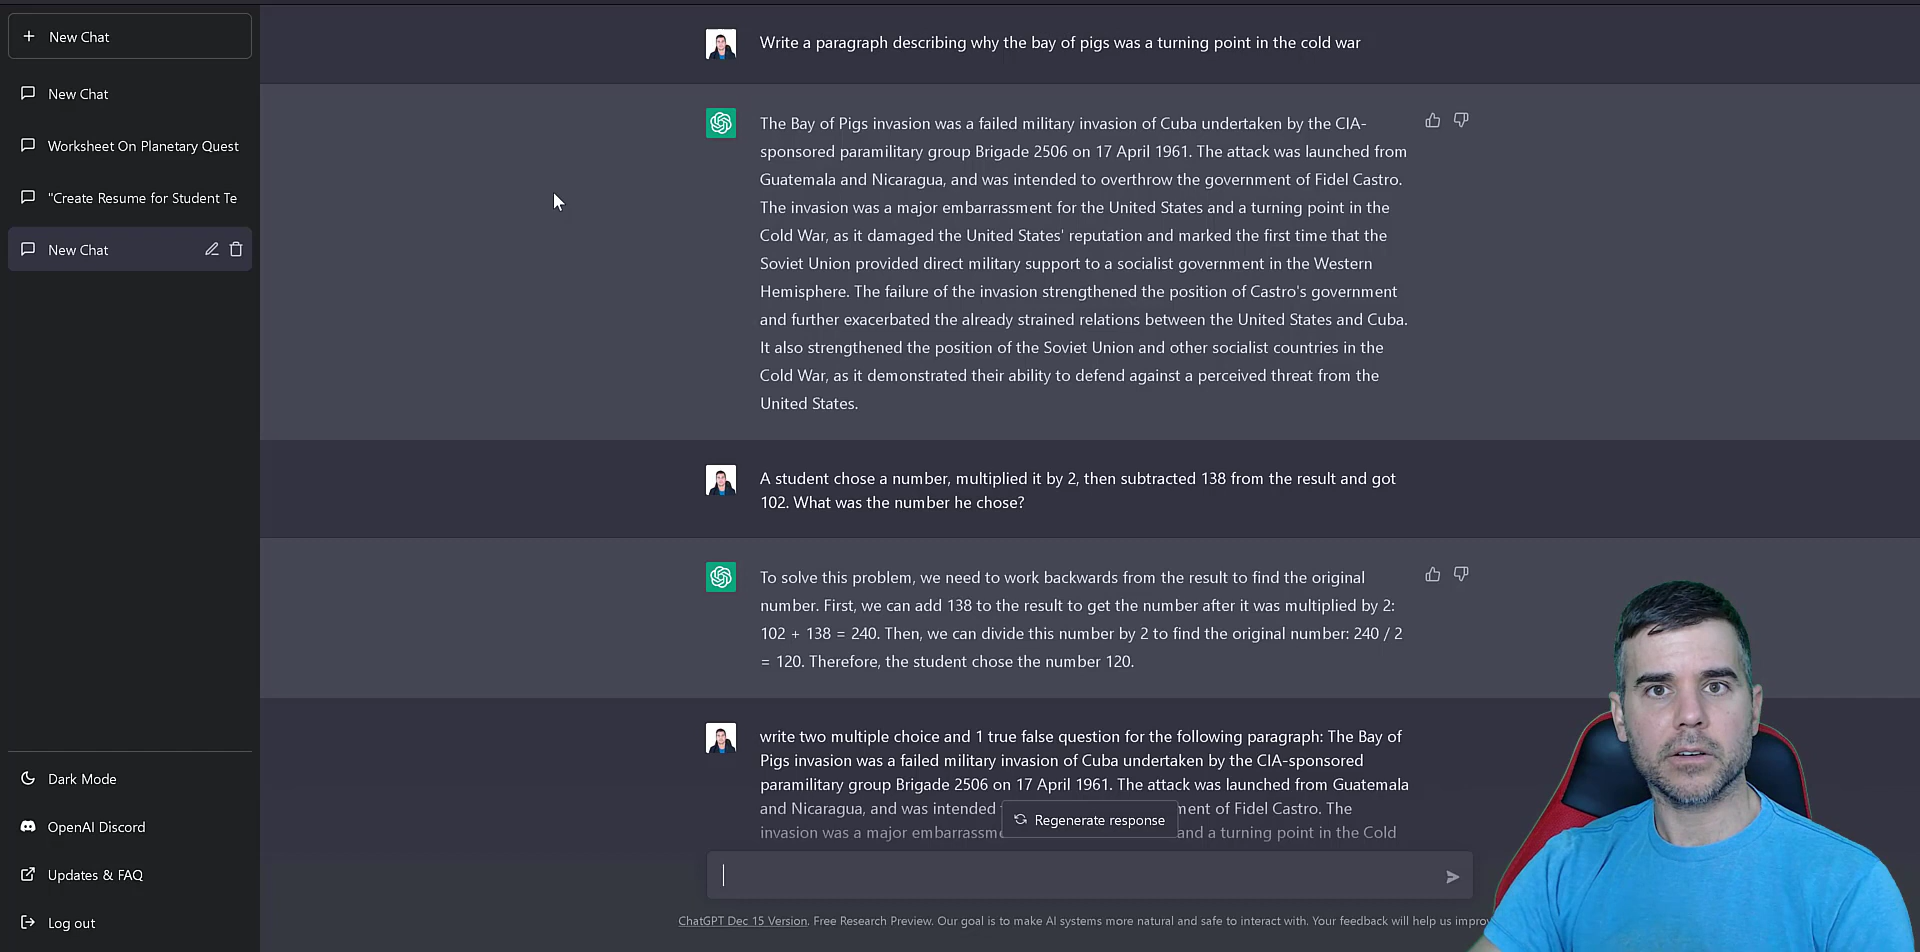 New Chat
New Chat
Worksheet On Planetary Quest
"Create Resume for Student Te
New Chat
Dark Mode
OpenAI Discord
Updates & FAQ
Log out
Write a paragraph describing why the bay of pigs was a turning point in the cold war
The Bay of Pigs invasion was a failed military invasion of Cuba undertaken by the CIA-
sponsored paramilitary group Brigade 2506 on 17 April 1961. The attack was launched from
Guatemala and Nicaragua, and was intended to overthrow the government of Fidel Castro.
The invasion was a major embarrassment for the United States and a turning point in the
Cold War, as it damaged the United States' reputation and marked the first time that the
Soviet Union provided direct military support to a socialist government in the Western
Hemisphere. The failure of the invasion strengthened the position of Castro's government
and further exacerbated the already strained relations between the United States and Cuba.
It also strengthened the position of the Soviet Union and other socialist countries in the
Cold War, as it demonstrated their ability to defend against a perceived threat from the
United States.
A student chose a number, multiplied it by 2, then subtracted 138 from the result and got
102. What was the number he chose?
To solve this problem, we need to work backwards from the result to find the original
number. First, we can add 138 to the result to get the number after it was multiplied by 2:
102 + 138 = 240. Then, we can divide this number by 2 to find the original number: 240 / 2
= 120. Therefore, the student chose the number 120.
write two multiple choice and 1 true false question for the following paragraph: The Bay of
Pigs invasion was a failed military invasion of Cuba undertaken by the CIA-sponsored
paramilitary group Brigade 2506 on 17 April 1961. The attack was launched from Guatemala
and Nicaragua, and was intended ment of Fidel Castro. The
Regenerate response
invasion was a major embarrassme and a turning point in the Cold
ChatGPT Dec 15 Version. Free Research Preview. Our goal is to make AI systems more natural and safe to interact with. Your feedback will help us improv